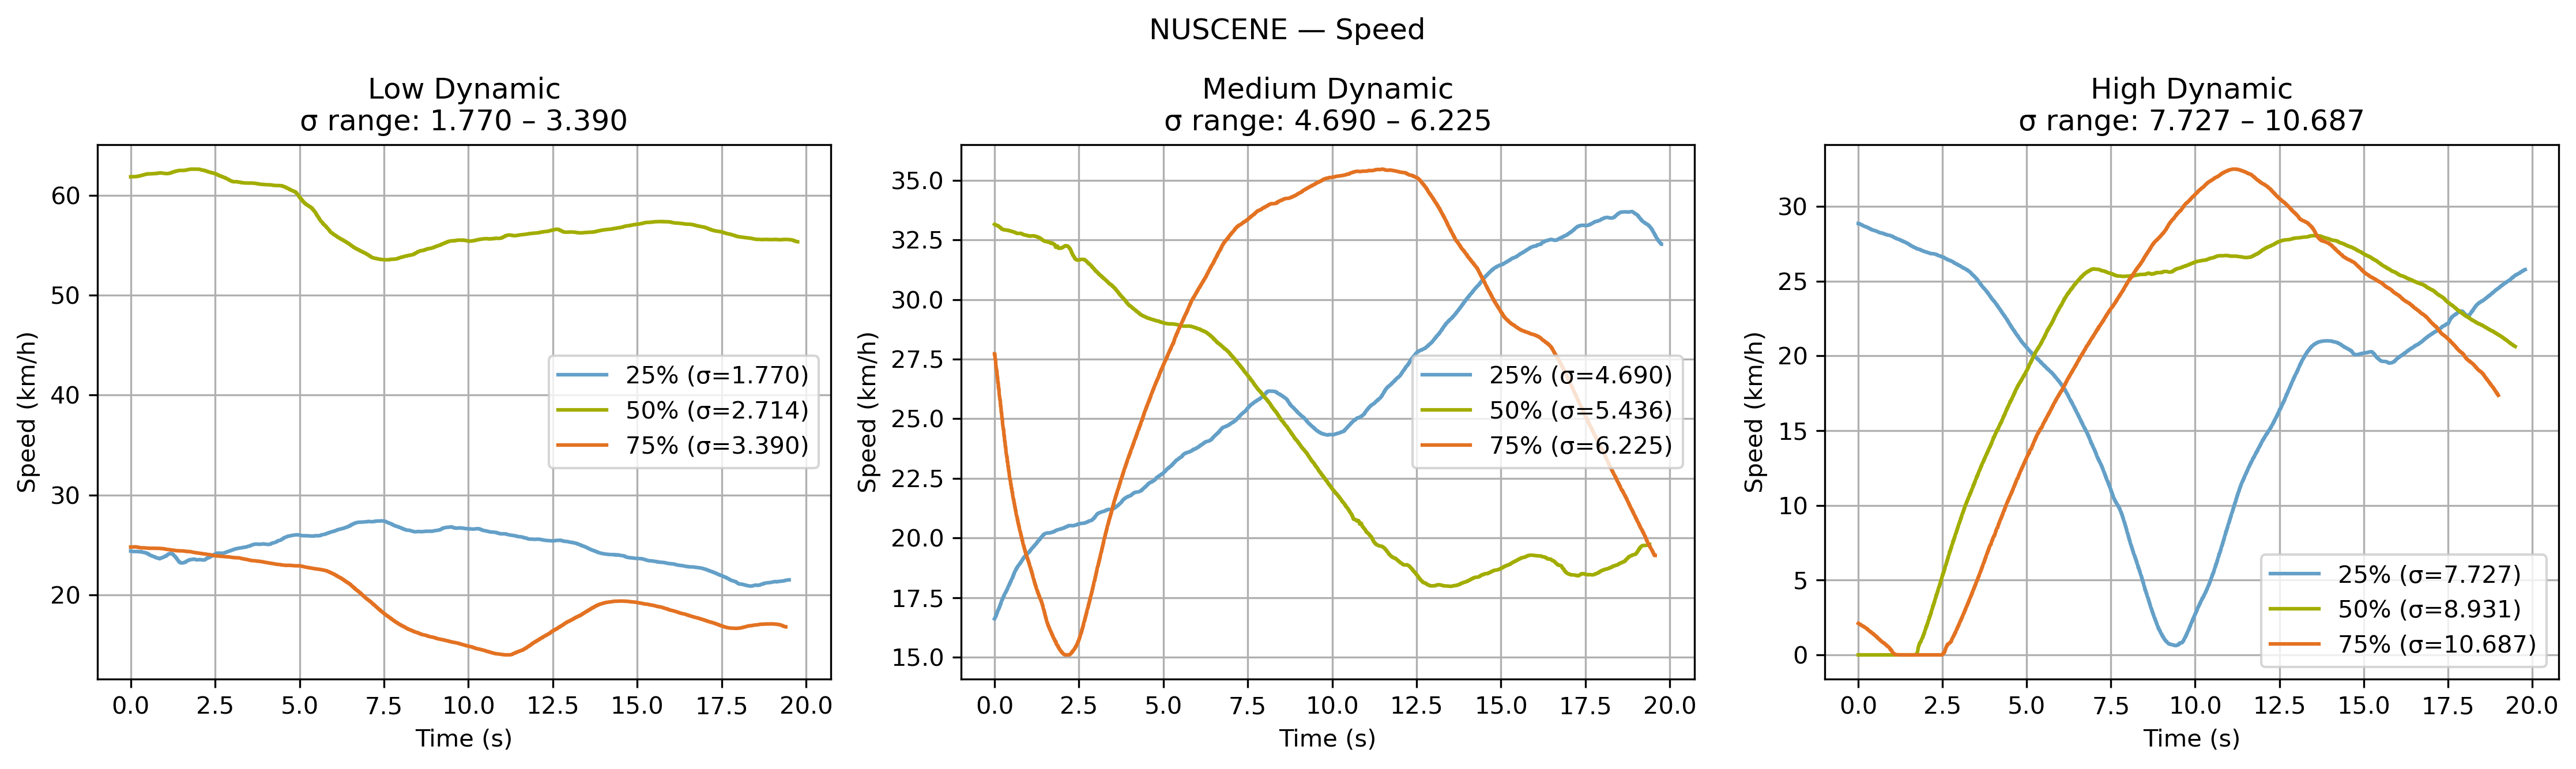 NUSCENE — Speed
Low Dynamic
σ range: 1.770 – 3.390
Speed (km/h)
60
50
40
30
20
25% (σ=1.770)
50% (σ=2.714)
75% (σ=3.390)
0.0 2.5 5.0 7.5 10.0 12.5 15.0 17.5 20.0
Time (s)
Medium Dynamic
σ range: 4.690 – 6.225
Speed (km/h)
35.0
32.5
30.0
27.5
25.0
22.5
20.0
17.5
15.0
25% (σ=4.690)
50% (σ=5.436)
75% (σ=6.225)
0.0 2.5 5.0 7.5 10.0 12.5 15.0 17.5 20.0
Time (s)
High Dynamic
σ range: 7.727 – 10.687
Speed (km/h)
30
25
20
15
10
5
0
25% (σ=7.727)
50% (σ=8.931)
75% (σ=10.687)
0.0 2.5 5.0 7.5 10.0 12.5 15.0 17.5 20.0
Time (s)